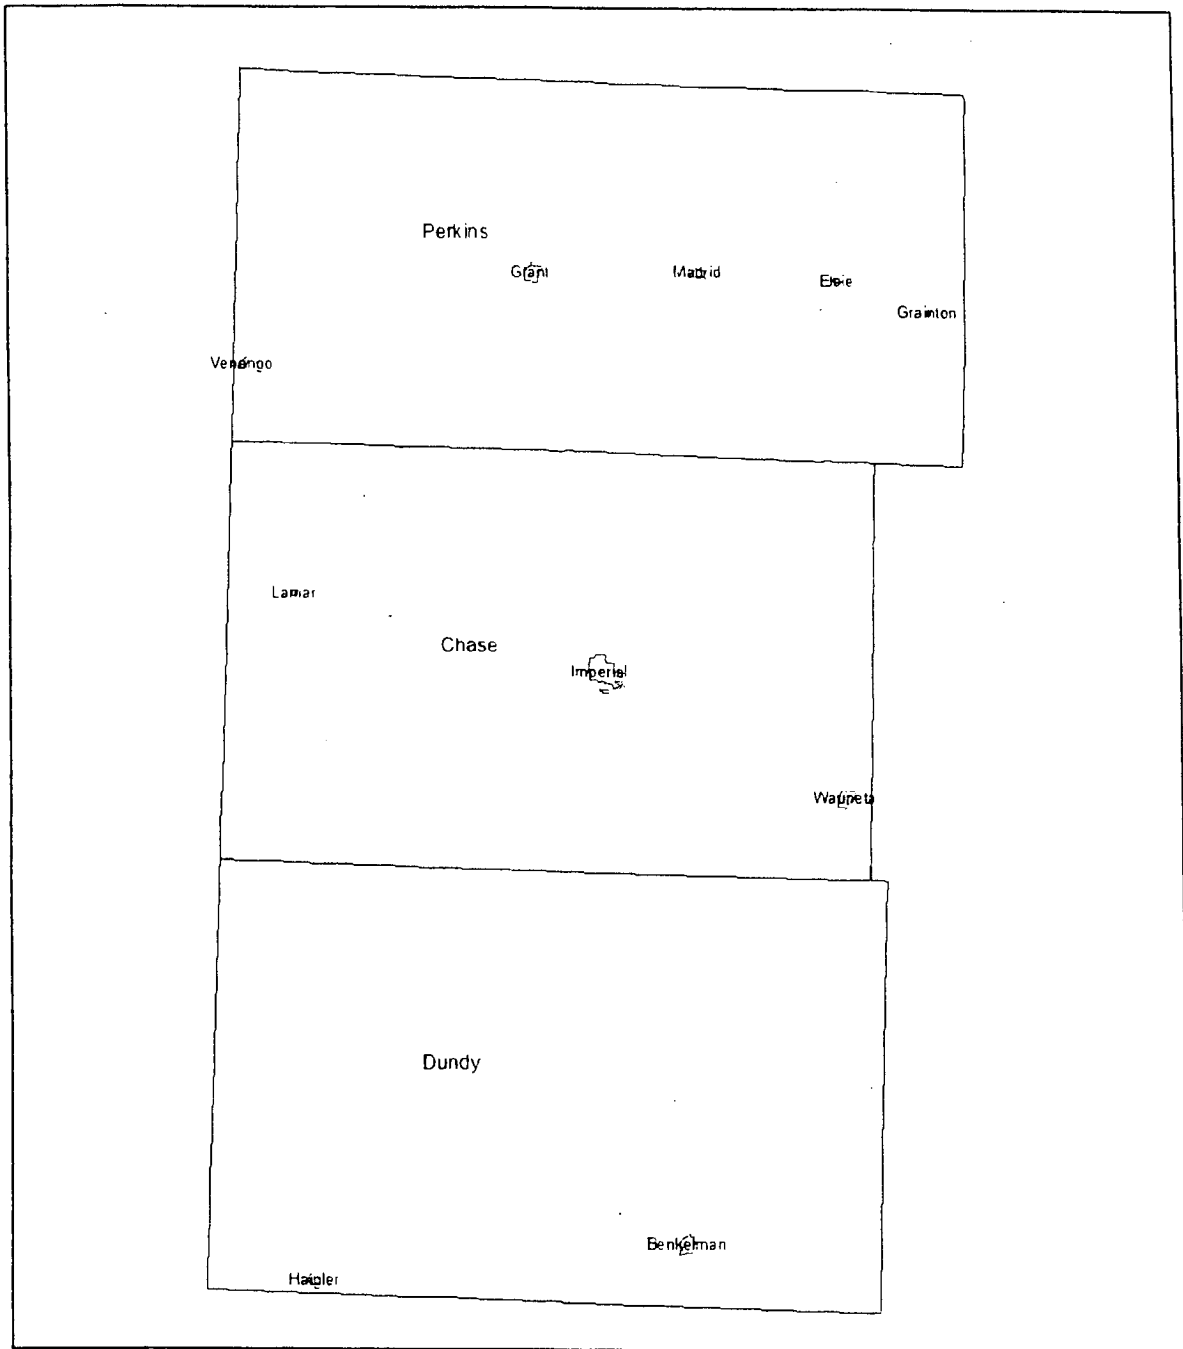 Perkins
Grant
Madrid
Elsie
Grainton
Venango
Lamar
Chase
Imperial
Wauneta
Dundy
Benkelman
Haigler